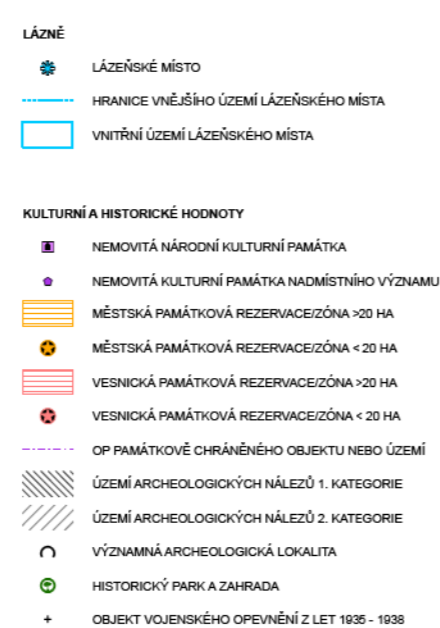 LÁZNĚ
LÁZEŇSKÉ MÍSTO
HRANICE VNĚJŠÍHO ÚZEMÍ LÁZEŇSKÉHO MÍSTA
VNITŘNÍ ÚZEMÍ LÁZEŇSKÉHO MÍSTA
KULTURNÍ A HISTORICKÉ HODNOTY
NEMOVITÁ NÁRODNÍ KULTURNÍ PAMÁTKA
NEMOVITÁ KULTURNÍ PAMÁTKA NADMÍSTNÍHO VÝZNAMU
MĚSTSKÁ PAMÁTKOVÁ REZERVACE/ZÓNA >20 HA
MĚSTSKÁ PAMÁTKOVÁ REZERVACE/ZÓNA < 20 HA
VESNICKÁ PAMÁTKOVÁ REZERVACE/ZÓNA >20 HA
VESNICKÁ PAMÁTKOVÁ REZERVACE/ZÓNA < 20 HA
OP PAMÁTKOVĚ CHRÁNĚNÉHO OBJEKTU NEBO ÚZEMÍ
ÚZEMÍ ARCHEOLOGICKÝCH NÁLEZŮ 1. KATEGORIE
ÚZEMÍ ARCHEOLOGICKÝCH NÁLEZŮ 2. KATEGORIE
VÝZNAMNÁ ARCHEOLOGICKÁ LOKALITA
HISTORICKÝ PARK A ZAHRADA
OBJEKT VOJENSKÉHO OPEVNĚNÍ Z LET 1935 - 1938